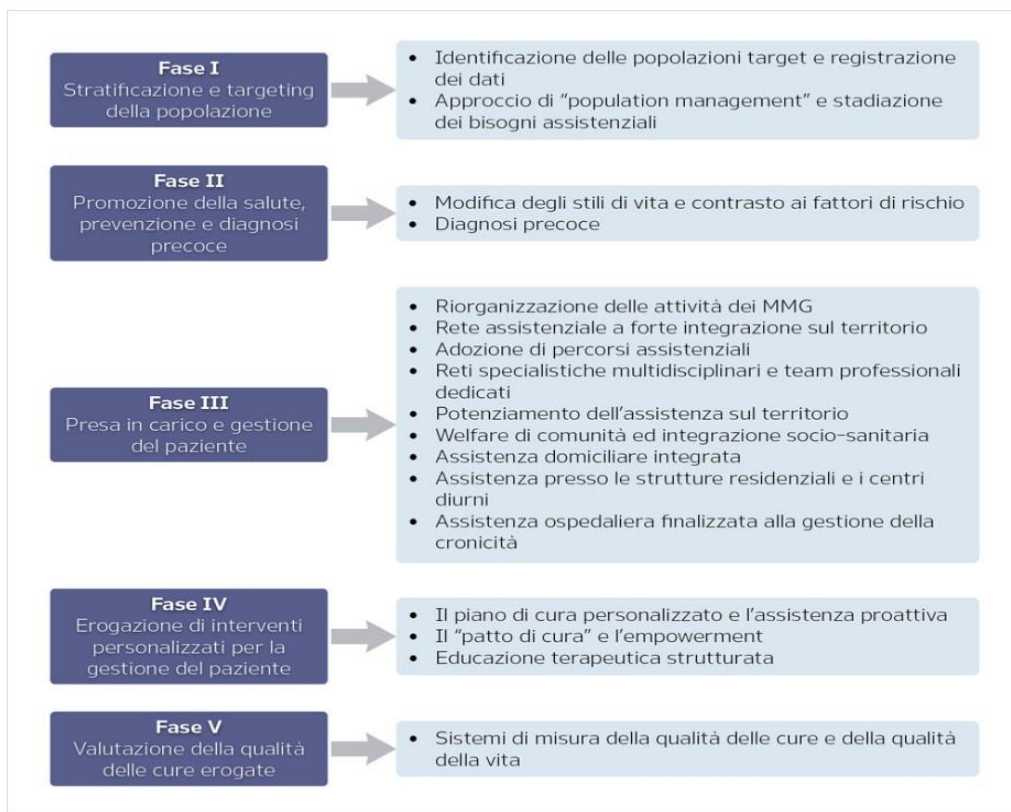 Fase I
Stratificazione e targeting
della popolazione
• Identificazione delle popolazioni target e registrazione
dei dati
• Approccio di “population management” e stadiazione
dei bisogni assistenziali
Fase II
Promozione della salute,
prevenzione e diagnosi
precoce
• Modifica degli stili di vita e contrasto ai fattori di rischio
• Diagnosi precoce
Fase III
Presa in carico e gestione
del paziente
• Riorganizzazione delle attività dei MMG
• Rete assistenziale a forte integrazione sul territorio
• Adozione di percorsi assistenziali
• Reti specialistiche multidisciplinari e team professionali
dedicati
• Potenziamento dell’assistenza sul territorio
• Welfare di comunità ed integrazione socio-sanitaria
• Assistenza domiciliare integrata
• Assistenza presso le strutture residenziali e i centri
diurni
• Assistenza ospedaliera finalizzata alla gestione della
cronicità
Fase IV
Erogazione di interventi
personalizzati per la
gestione del paziente
• Il piano di cura personalizzato e l’assistenza proattiva
• Il “patto di cura” e l’empowerment
• Educazione terapeutica strutturata
Fase V
Valutazione della qualità
delle cure erogate
• Sistemi di misura della qualità delle cure e della qualità
della vita